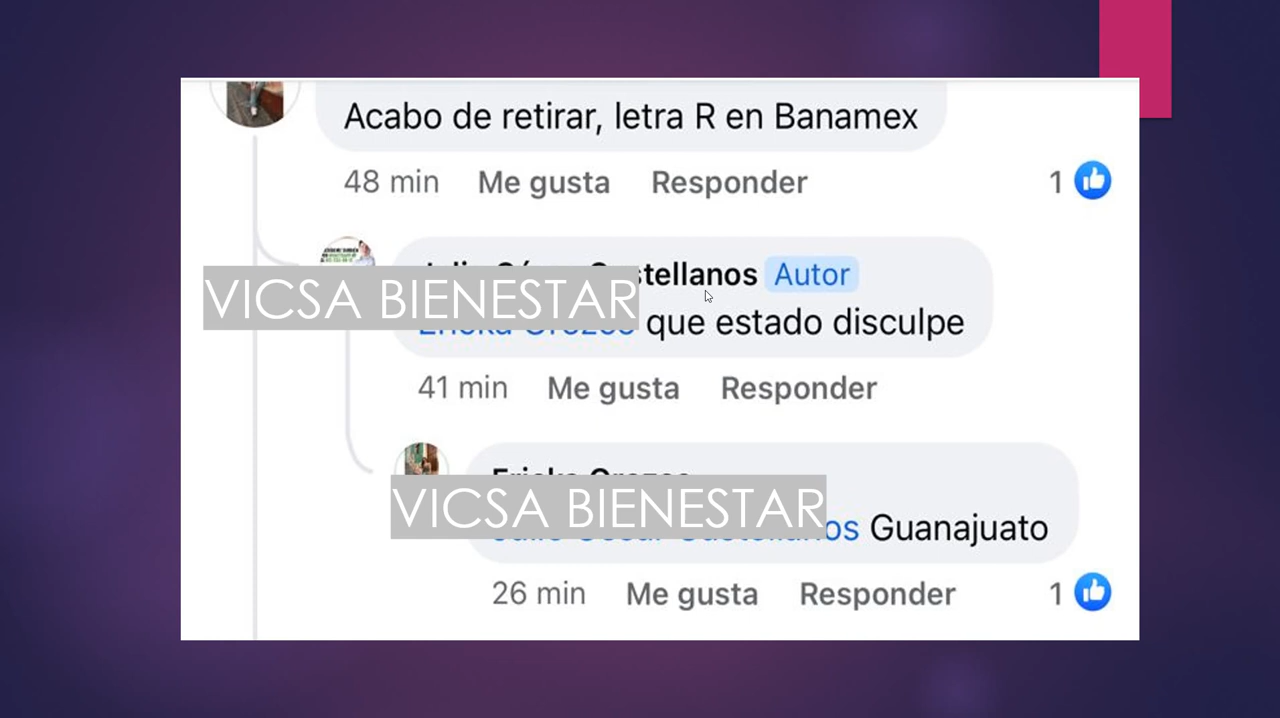 Acabo de retirar, letra R en Banamex
48 min Me gusta Responder 1
Castellanos Autor
VICSA BIENESTAR
que estado disculpe
41 min Me gusta Responder
VICSA BIENESTAR
Guanajuato
26 min Me gusta Responder 1